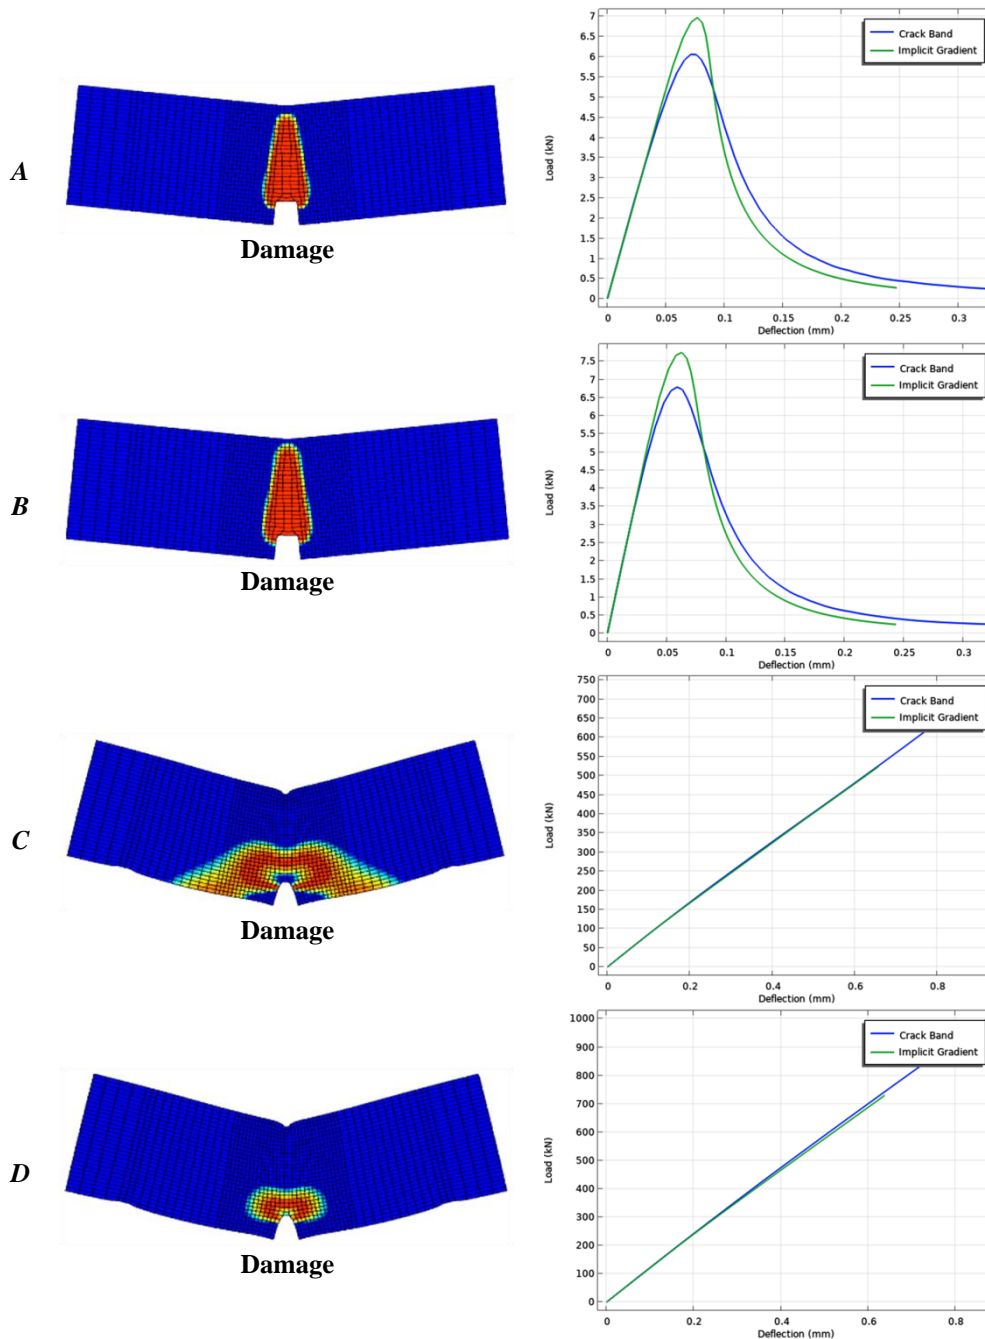 A
Damage
7
6.5
6
5.5
5
4.5
4
3.5
3
2.5
2
1.5
1
0.5
0
Load (kN)
Crack Band
Implicit Gradient
0 0.05 0.1 0.15 0.2 0.25 0.3
Deflection (mm)
B
Damage
7.5
7
6.5
6
5.5
5
4.5
4
3.5
3
2.5
2
1.5
1
0.5
0
Load (kN)
Crack Band
Implicit Gradient
0 0.05 0.1 0.15 0.2 0.25 0.3
Deflection (mm)
C
Damage
750
700
650
600
550
500
450
400
350
300
250
200
150
100
50
0
Load (kN)
Crack Band
Implicit Gradient
0 0.2 0.4 0.6 0.8
Deflection (mm)
D
Damage
1000
900
800
700
600
500
400
300
200
100
0
Load (kN)
Crack Band
Implicit Gradient
0 0.2 0.4 0.6 0.8
Deflection (mm)